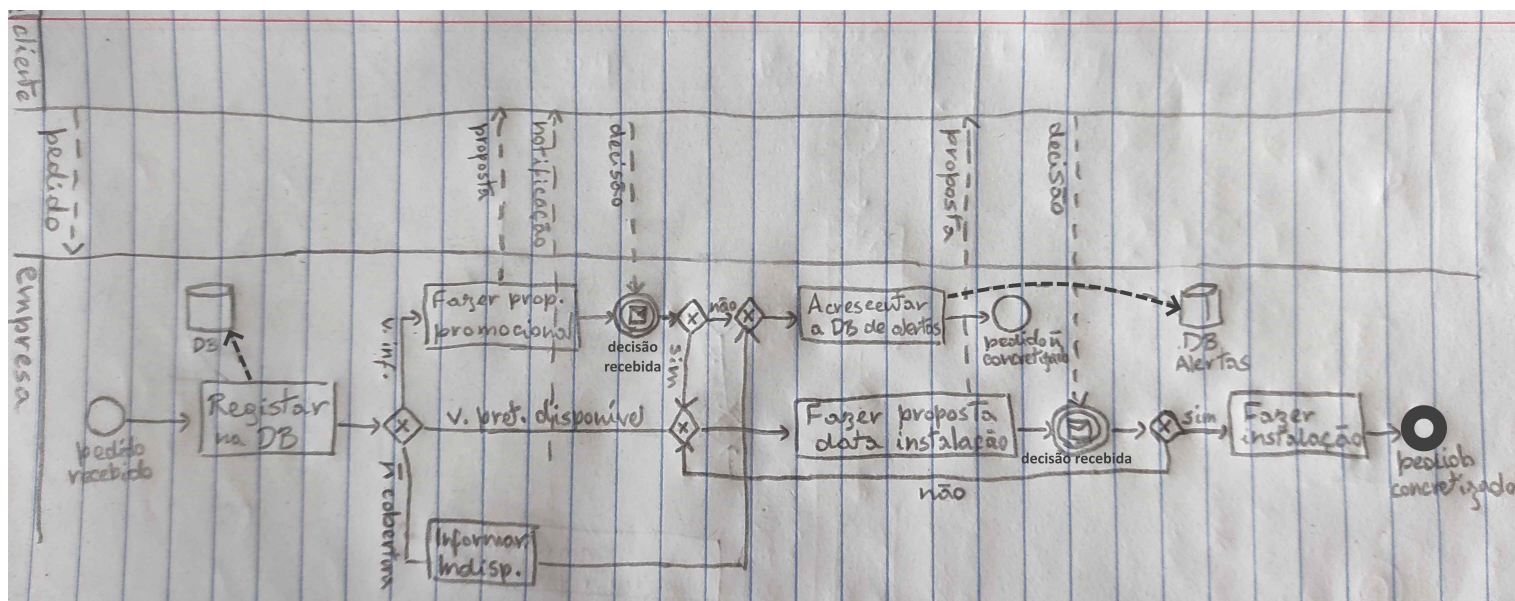 cliente
pedido
proposta
notificação
decisão
proposta
decisão
empresa
DB
pedido
recebido
Registar
na DB
v. inf.
v. pret. disponível
ñ cobertura
Fazer prop.
promocional
Informar
Indisp.
decisão
recebida
não
sim
Acrescentar
a DB de alertas
pedido ñ
concretizado
DB
Alertas
Fazer proposta
data instalação
decisão recebida
sim
não
Fazer
instalação
pedido
concretizado